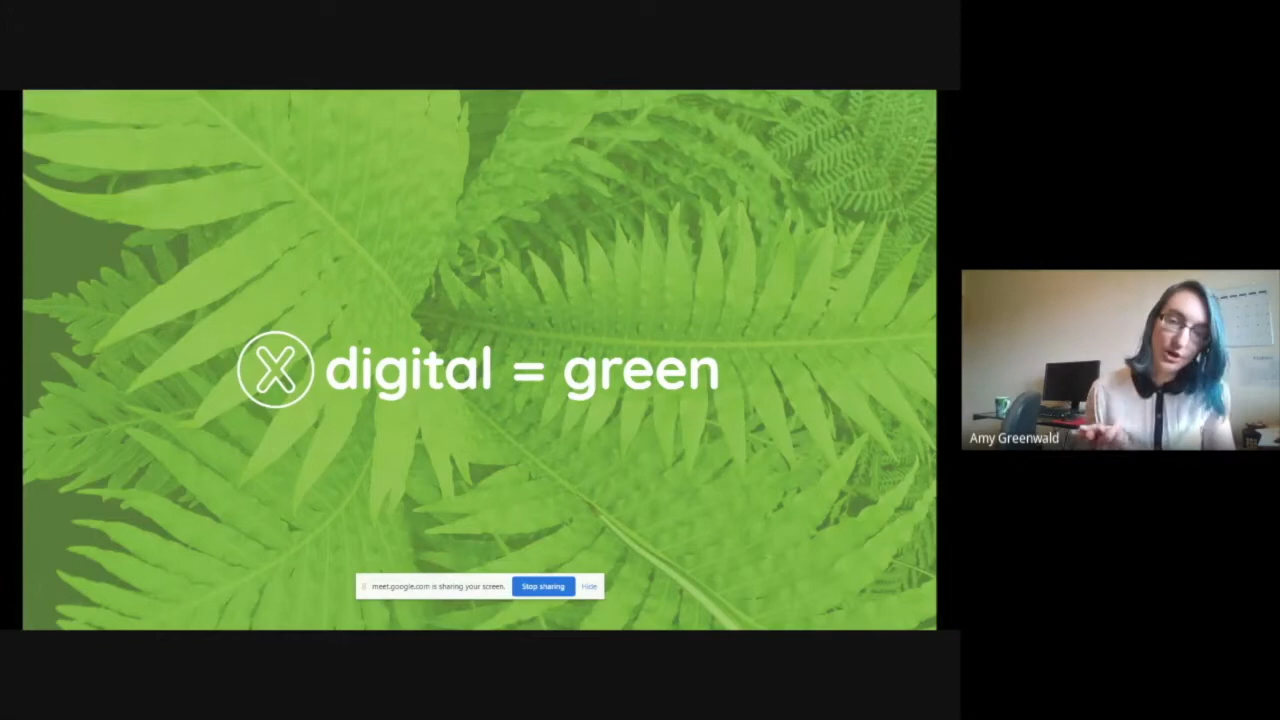 X digital = green
meet.google.com is sharing your screen. Stop sharing Hide
Amy Greenwald